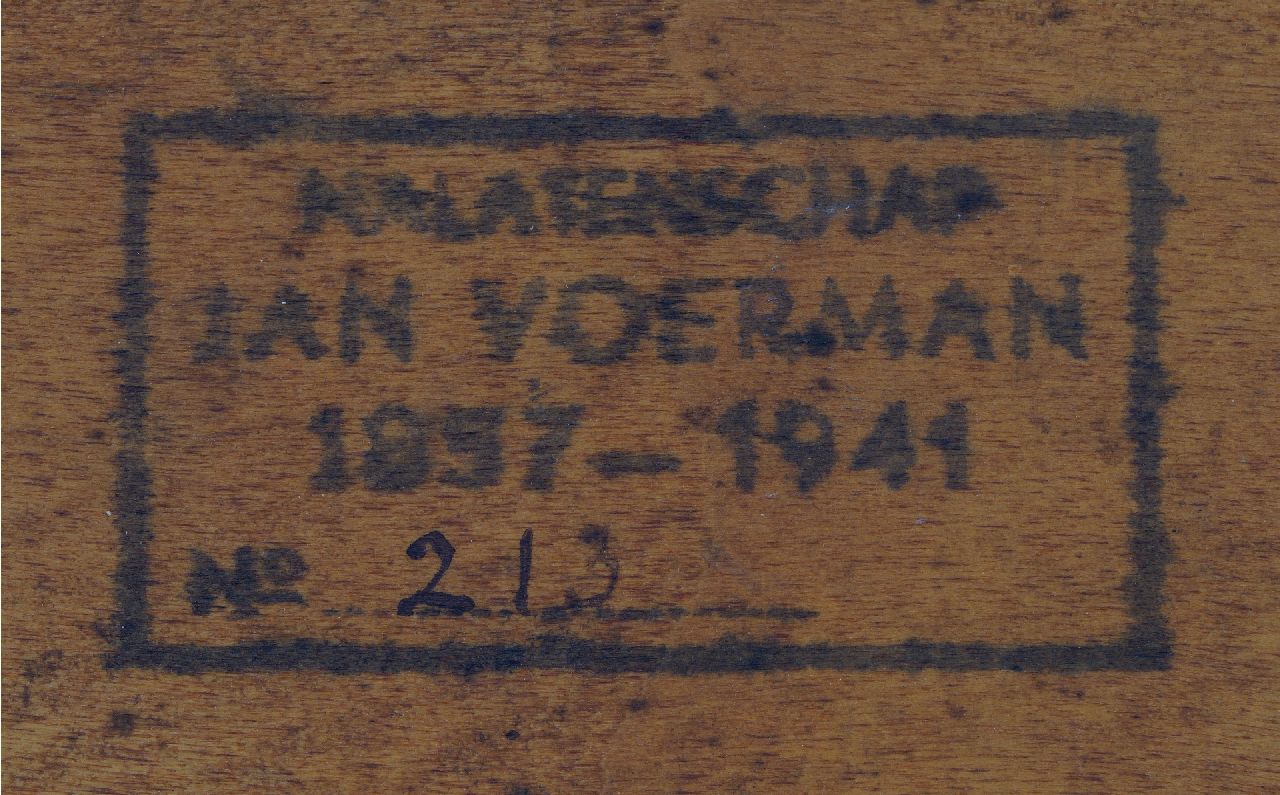 NALATENSCHAP
JAN VOERMAN
1857-1941
No 213